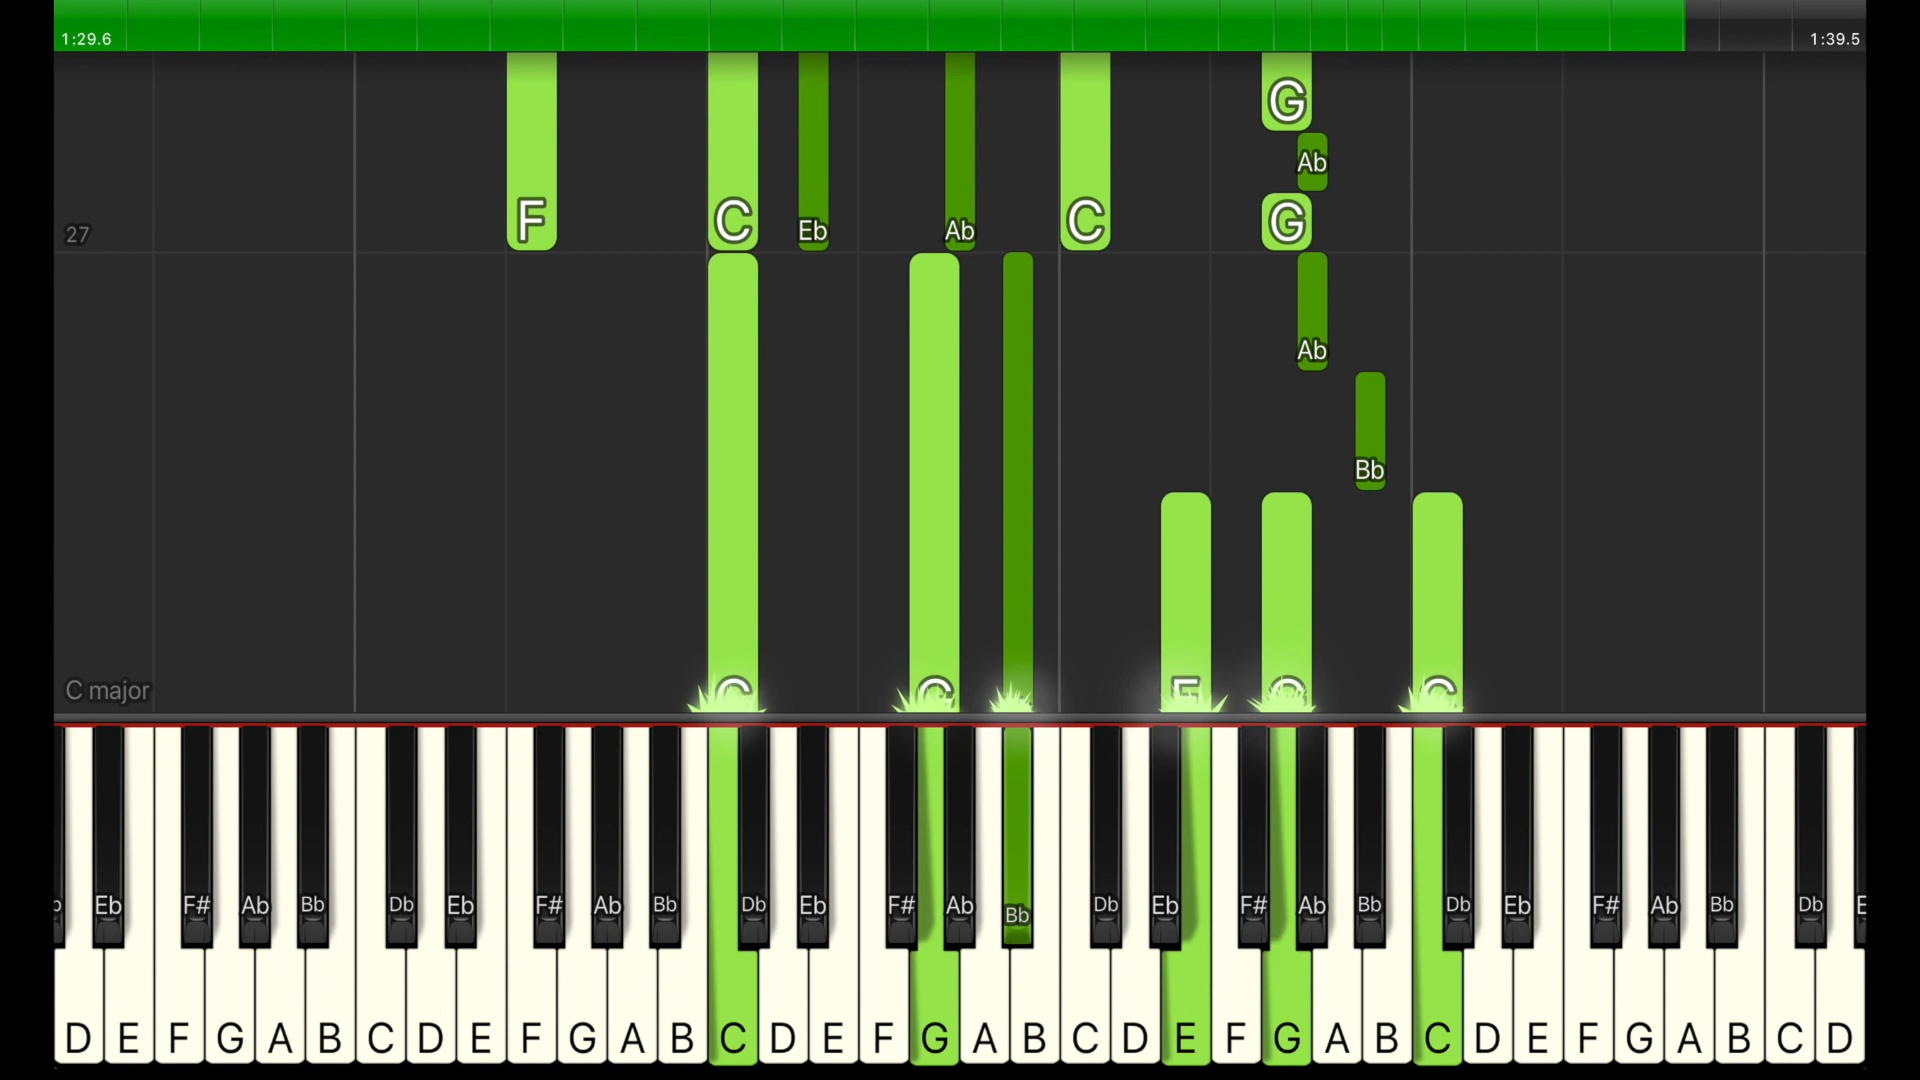 1:29.6 1:39.5
G
Ab
F C Eb Ab C G
27
Ab
Bb
C major C G E G C
Eb F# Ab Bb Db Eb F# Ab Bb Db Eb F# Ab Bb Db Eb F# Ab Bb Db Eb F# Ab Bb Db
D E F G A B C D E F G A B C D E F G A B C D E F G A B C D E F G A B C D